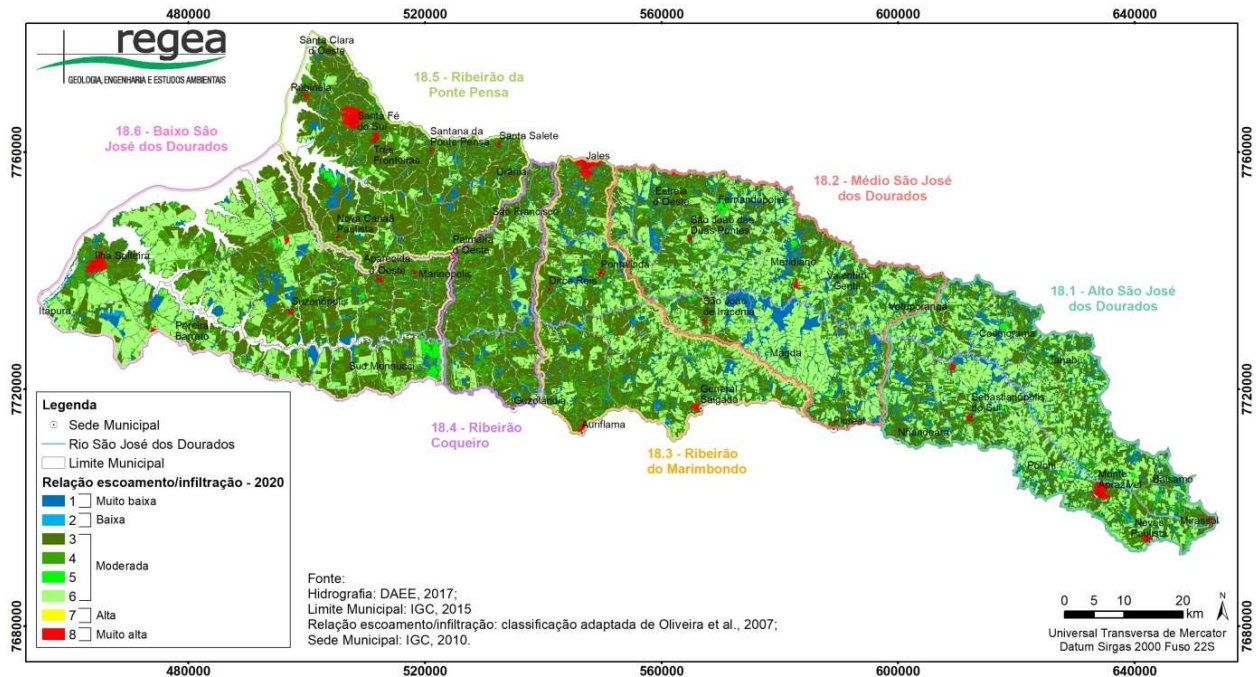 480000 520000 560000 600000 640000
regea
GEOLOGIA, ENGENHARIA E ESTUDOS AMBIENTAIS
Santa Clara
d'Oeste
18.5 - Ribeirão da
Ponte Pensa
Rubinéia
Santa Fé
do Sul
Três
Fronteiras
Santana da
Ponte Pensa
Santa Salete
18.6 - Baixo São
José dos Dourados
7760000
7760000
Jales
Urânia
18.2 - Médio São José
dos Dourados
Estrela
d'Oeste
Fernandópolis
São Francisco
Nova Canaã
Paulista
São João das
Duas Pontes
Palmeira
d'Oeste
Ilha Solteira
Aparecida
d'Oeste
Marinópolis
Pontalinda
Dirce Reis
Meridiano
Valentim
Gentil
18.1 - Alto São José
dos Dourados
Suzanápolis
São João
de Iracema
Votuporanga
Itapura
Pereira
Barreto
Cosmorama
Magda
Tanabi
Sud Mennucci
7720000
7720000
General
Salgado
Sebastianópolis
do Sul
Guzolândia
Auriflama
Floreal
Nhandeara
18.4 - Ribeirão
Coqueiro
18.3 - Ribeirão
do Marimbondo
Poloni
Monte
Aprazível
Bálsamo
Neves
Paulista
Mirassol
Legenda
Sede Municipal
Rio São José dos Dourados
Limite Municipal
Relação escoamento/infiltração - 2020
1 Muito baixa
2 Baixa
3
4
Moderada
5
6
7 Alta
8 Muito alta
Fonte:
Hidrografia: DAEE, 2017;
Limite Municipal: IGC, 2015
Relação escoamento/infiltração: classificação adaptada de Oliveira et al., 2007;
Sede Municipal: IGC, 2010.
0 5 10 20
km
N
Universal Transversa de Mercator
Datum Sirgas 2000 Fuso 22S
7680000
7680000
480000 520000 560000 600000 640000